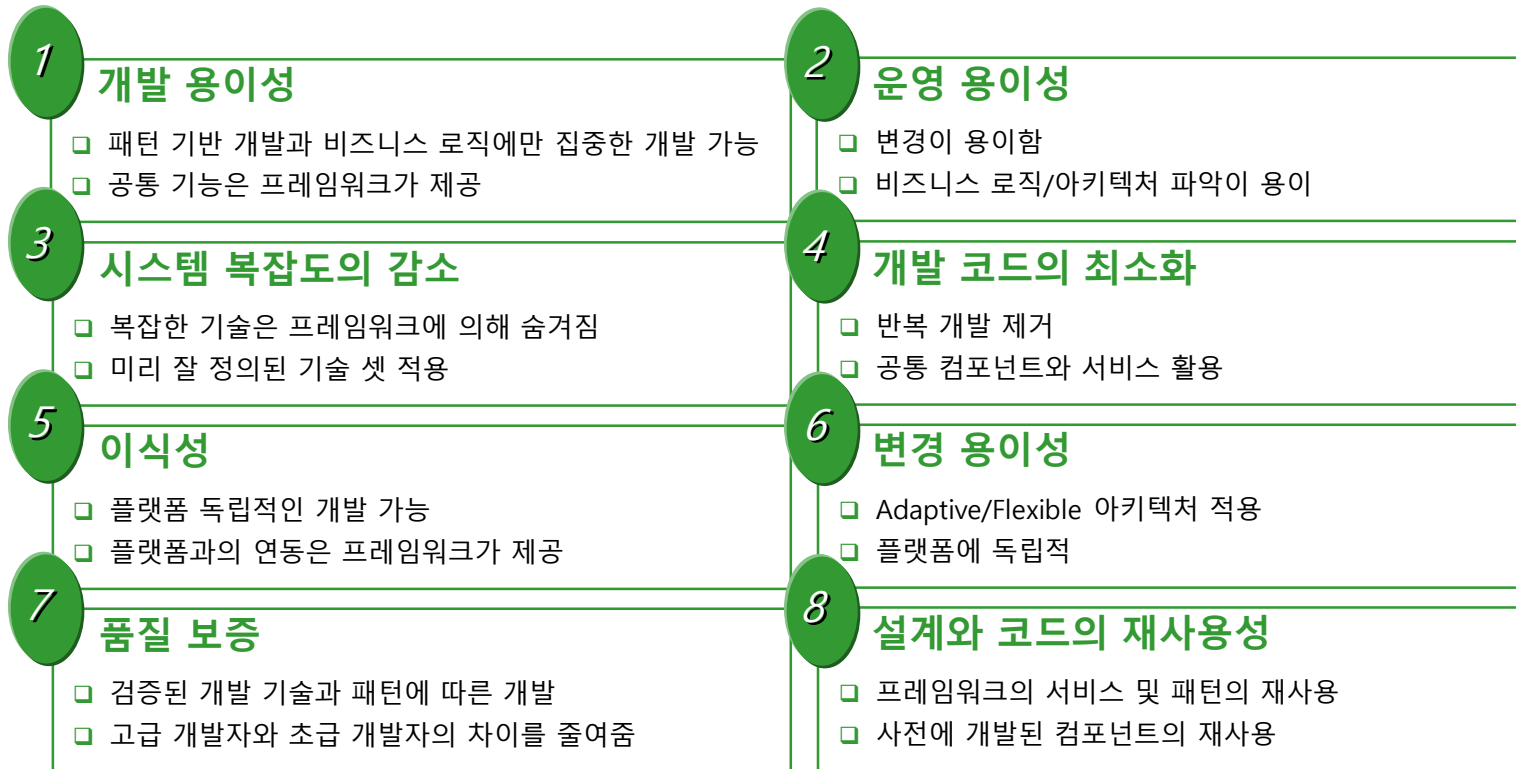 1
개발 용이성
❑ 패턴 기반 개발과 비즈니스 로직에만 집중한 개발 가능
❑ 공통 기능은 프레임워크가 제공
2
운영 용이성
❑ 변경이 용이함
❑ 비즈니스 로직/아키텍처 파악이 용이
3
시스템 복잡도의 감소
❑ 복잡한 기술은 프레임워크에 의해 숨겨짐
❑ 미리 잘 정의된 기술 셋 적용
4
개발 코드의 최소화
❑ 반복 개발 제거
❑ 공통 컴포넌트와 서비스 활용
5
이식성
❑ 플랫폼 독립적인 개발 가능
❑ 플랫폼과의 연동은 프레임워크가 제공
6
변경 용이성
❑ Adaptive/Flexible 아키텍처 적용
❑ 플랫폼에 독립적
7
품질 보증
❑ 검증된 개발 기술과 패턴에 따른 개발
❑ 고급 개발자와 초급 개발자의 차이를 줄여줌
8
설계와 코드의 재사용성
❑ 프레임워크의 서비스 및 패턴의 재사용
❑ 사전에 개발된 컴포넌트의 재사용